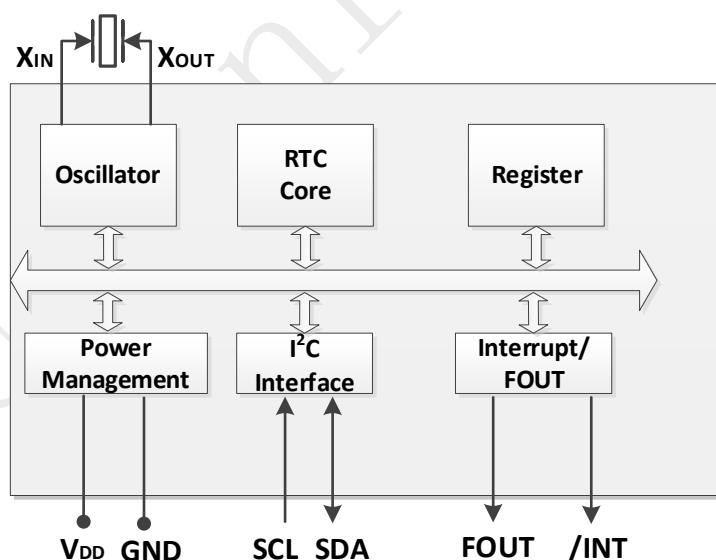 XIN XOUT
Oscillator
RTC
Core
Register
Power
Management
I²C
Interface
Interrupt/
FOUT
VDD GND SCL SDA FOUT /INT